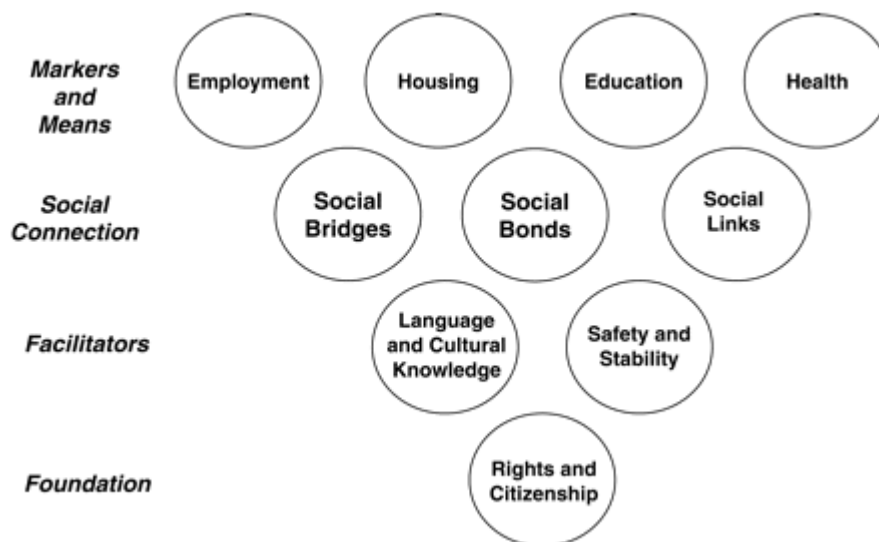 Markers
and
Means
Employment
Housing
Education
Health
Social
Connection
Social
Bridges
Social
Bonds
Social
Links
Facilitators
Language
and Cultural
Knowledge
Safety and
Stability
Foundation
Rights and
Citizenship